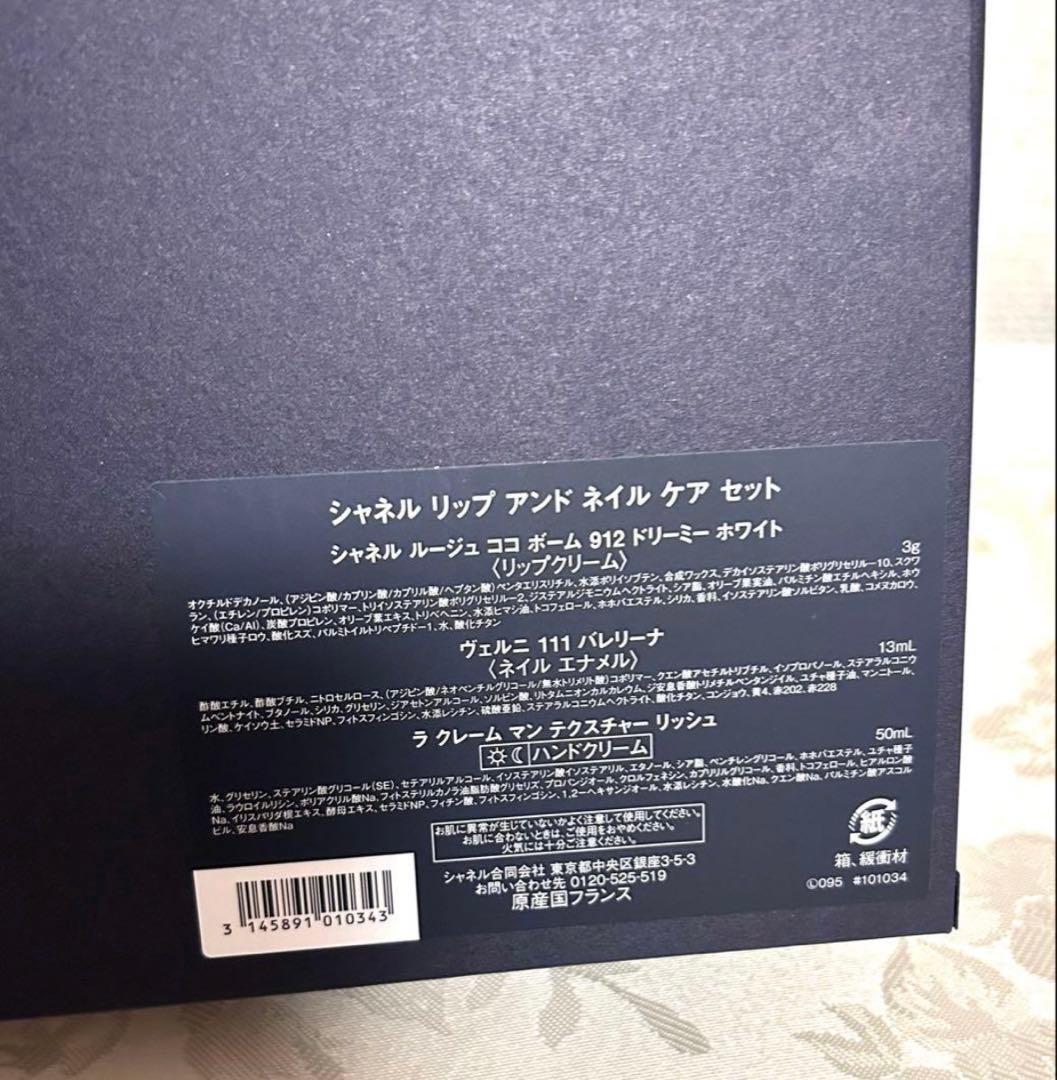 シャネル リップ アンド ネイル ケア セット
シャネル ルージュ ココ ボーム 912 ドリーミー ホワイト
〈リップクリーム〉
3g
オクチルドデカノール、(アジピン酸/カプリン酸/カプリル酸/ヘプタン酸)ペンタエリスリチル、水添ポリイソブテン、合成ワックス、デカイソステアリン酸ポリグリセリル-10、スクワ
ラン、(エチレン/プロピレン)コポリマー、トリイソステアリン酸ポリグリセリル-2、ジステアルジモニウムヘクトライト、シア脂、オリーブ果実油、パルミチン酸エチルヘキシル、ホウ
ケイ酸(Ca/Al)、炭酸プロピレン、オリーブ葉エキス、トリベヘニン、水添ヒマシ油、トコフェロール、ホホバエステル、シリカ、香料、イソステアリン酸ソルビタン、乳酸、コメヌカロウ、
ヒマワリ種子ロウ、酸化スズ、パルミトイルトリペプチド-1、水、酸化チタン
ヴェルニ 111 バレリーナ
〈ネイル エナメル〉
13mL
酢酸エチル、酢酸ブチル、ニトロセルロース、(アジピン酸/ネオペンチルグリコール/無水トリメリト酸)コポリマー、クエン酸アセチルトリブチル、イソプロパノール、ステアラルコニウ
ムベントナイト、ブタノール、シリカ、グリセリン、ジアセトンアルコール、ソルビン酸、リトタムニオンカルカレウム、ジ安息香酸トリメチルペンタンジイル、ユチャ種子油、マンニトール、
リン酸、ケイソウ土、セラミドNP、フィトスフィンゴシン、水添レシチン、硫酸亜鉛、ステアラルコニウムヘクトライト、酸化チタン、コンジョウ、黄4、赤202、赤228
ラ クレーム マン テクスチャー リッシュ
ハンドクリーム
50mL
水、グリセリン、ステアリン酸グリコール(SE)、セテアリルアルコール、イソステアリン酸イソステアリル、エタノール、シア脂、ペンチレングリコール、ホホバエステル、ユチャ種子
油、ラウロイルリシン、ポリアクリル酸Na、フィトステリルカノラ油脂肪酸グリセリズ、プロパンジオール、クロルフェネシン、カプリリルグリコール、香料、トコフェロール、ヒアルロン酸
Na、イリスパリダ根エキス、酵母エキス、セラミドNP、フィチン酸、フィトスフィンゴシン、1,2-ヘキサンジオール、水添レシチン、水酸化Na、クエン酸Na、パルミチン酸アスコル
ビル、安息香酸Na
お肌に異常が生じていないかよく注意して使用してください。
お肌に合わないときは、ご使用をおやめください。
火気には十分ご注意ください。
シャネル合同会社 東京都中央区銀座3-5-3
お問い合わせ先 0120-525-519
原産国フランス
紙
箱、緩衝材
Ⓛ095 #101034
3 145891 010343